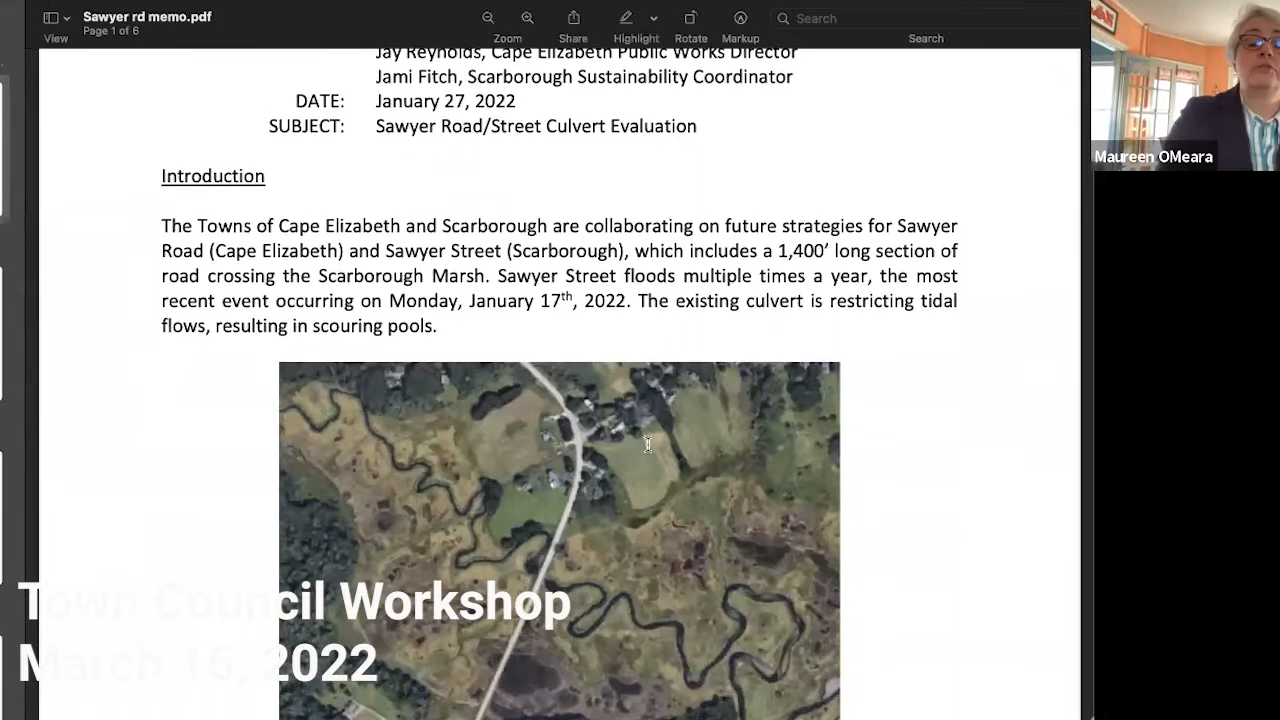 Sawyer rd memo.pdf
Page 1 of 6
View
Zoom
Share
Highlight
Rotate
Markup
Search
Search
Jay Reynolds, Cape Elizabeth Public Works Director
Jami Fitch, Scarborough Sustainability Coordinator
DATE: January 27, 2022
SUBJECT: Sawyer Road/Street Culvert Evaluation
Introduction
The Towns of Cape Elizabeth and Scarborough are collaborating on future strategies for Sawyer
Road (Cape Elizabeth) and Sawyer Street (Scarborough), which includes a 1,400’ long section of
road crossing the Scarborough Marsh. Sawyer Street floods multiple times a year, the most
recent event occurring on Monday, January 17th, 2022. The existing culvert is restricting tidal
flows, resulting in scouring pools.
Maureen OMeara
Town Council Workshop
March 16, 2022